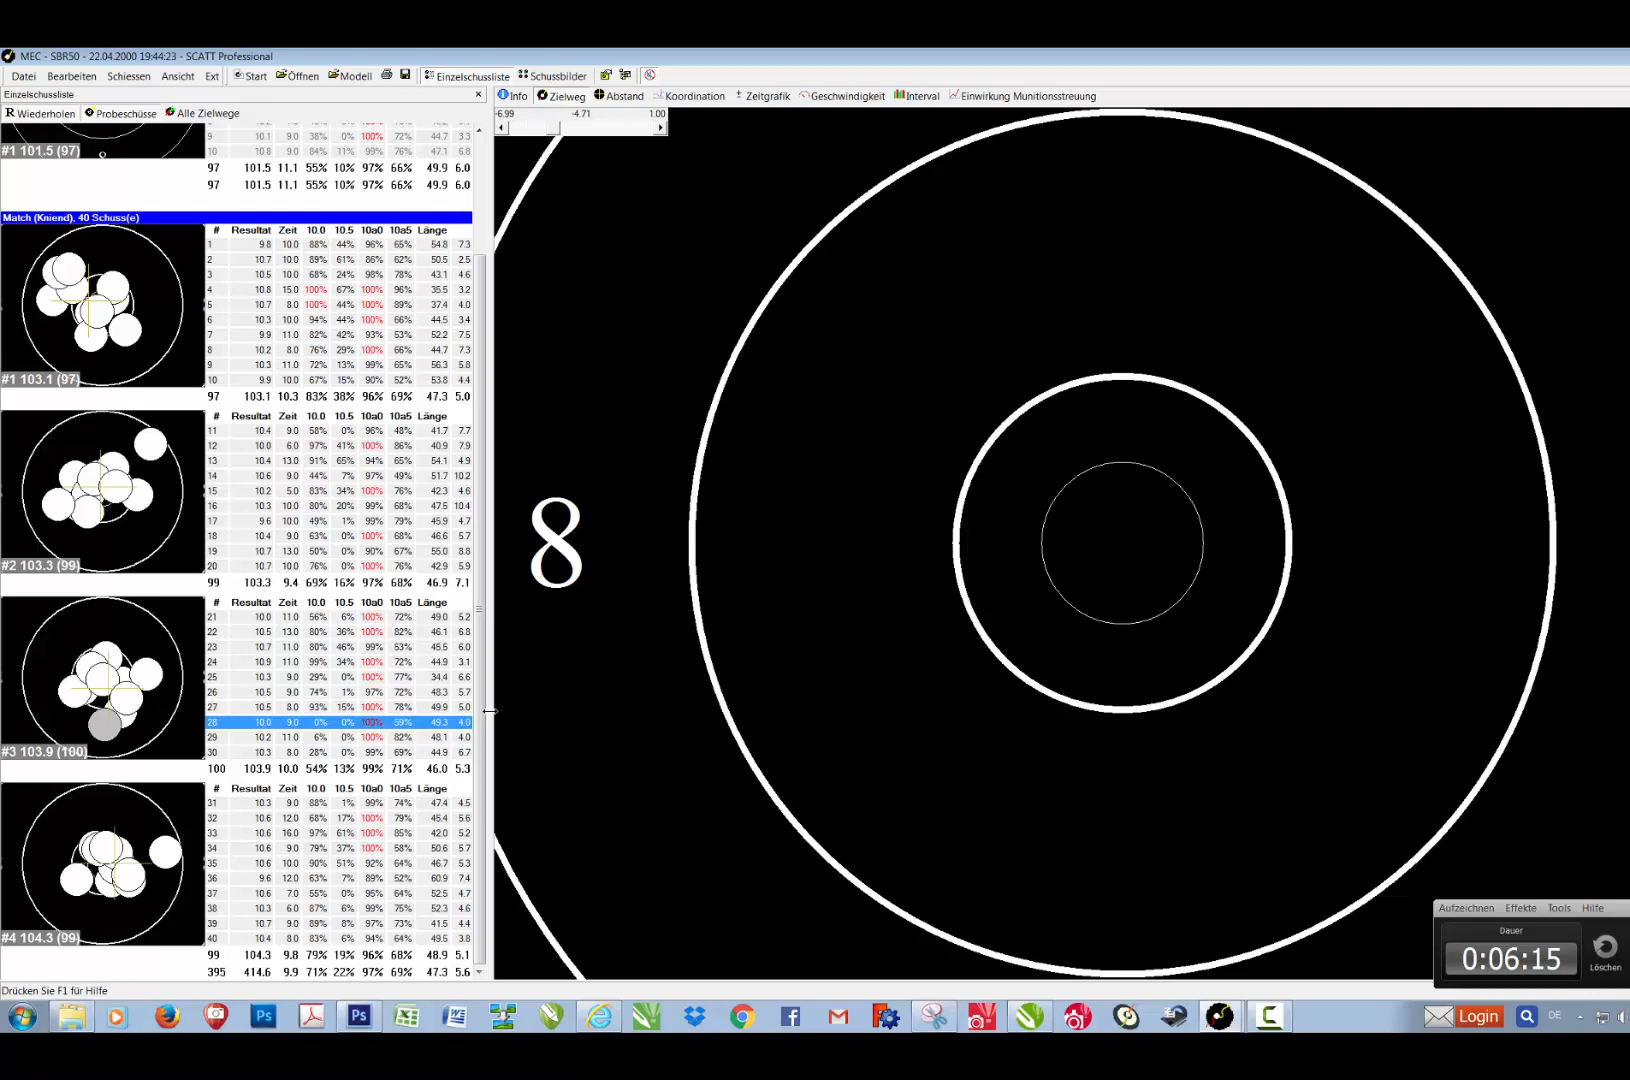 MEC - SBR50 - 22.04.2000 19:44:23 - SCATT Professional
Datei Bearbeiten Schiessen Ansicht Ext Start Öffnen Modell Einzelschussliste Schussbilder
Einzelschussliste
Info Zielweg Abstand Koordination Zeitgrafik Geschwindigkeit Interval Einwirkung Munitionsstreuung
R Wiederholen Probeschüsse Alle Zielwege
-6.99 -4.71 1.00
9 10.1 9.0 38% 0% 100% 72% 44.7 3.3
10 10.8 9.0 84% 11% 99% 76% 47.1 6.8
#1 101.5 (97)
97 101.5 11.1 55% 10% 97% 66% 49.9 6.0
97 101.5 11.1 55% 10% 97% 66% 49.9 6.0
Match (Kniend), 40 Schuss(e)
# Resultat Zeit 10.0 10.5 10a0 10a5 Länge
1 9.8 10.0 88% 44% 96% 65% 54.8 7.3
2 10.7 10.0 89% 61% 86% 62% 50.5 2.5
3 10.5 10.0 68% 24% 98% 78% 43.1 4.6
4 10.8 15.0 100% 67% 100% 96% 35.5 3.2
5 10.7 8.0 100% 44% 100% 89% 37.4 4.0
6 10.3 10.0 94% 44% 100% 66% 44.5 3.4
7 9.9 11.0 82% 42% 93% 53% 52.2 7.5
8 10.2 8.0 76% 29% 100% 66% 44.7 7.3
9 10.3 11.0 72% 13% 99% 65% 56.3 5.8
10 9.9 10.0 67% 15% 90% 52% 53.8 4.4
#1 103.1 (97)
97 103.1 10.3 83% 38% 96% 69% 47.3 5.0
# Resultat Zeit 10.0 10.5 10a0 10a5 Länge
11 10.4 9.0 58% 0% 96% 48% 41.7 7.7
12 10.0 6.0 97% 41% 100% 86% 40.9 7.9
13 10.4 13.0 91% 65% 94% 65% 54.1 4.9
14 10.6 9.0 44% 7% 97% 49% 51.7 10.2
15 10.2 5.0 83% 34% 100% 76% 42.3 4.6
16 10.3 10.0 80% 20% 99% 68% 47.5 10.4
17 9.6 10.0 49% 1% 99% 79% 45.9 4.7
18 10.4 9.0 63% 0% 100% 68% 46.6 5.7
19 10.7 13.0 50% 0% 90% 67% 55.0 8.8
20 10.7 10.0 76% 0% 100% 76% 42.9 5.9
#2 103.3 (99)
99 103.3 9.4 69% 16% 97% 68% 46.9 7.1
8
# Resultat Zeit 10.0 10.5 10a0 10a5 Länge
21 10.0 11.0 56% 6% 100% 72% 49.0 5.2
22 10.5 13.0 80% 36% 100% 82% 46.1 6.8
23 10.7 11.0 80% 46% 99% 53% 45.5 6.0
24 10.9 11.0 99% 34% 100% 72% 44.9 3.1
25 10.3 9.0 29% 0% 100% 77% 34.4 6.6
26 10.5 9.0 74% 1% 97% 72% 48.3 5.7
27 10.5 8.0 93% 15% 100% 78% 49.9 5.0
28 10.0 9.0 0% 0% 100% 59% 49.3 4.0
29 10.2 11.0 6% 0% 100% 82% 48.1 4.0
30 10.3 8.0 28% 0% 99% 69% 44.9 6.7
#3 103.9 (100)
100 103.9 10.0 54% 13% 99% 71% 46.0 5.3
# Resultat Zeit 10.0 10.5 10a0 10a5 Länge
31 10.3 9.0 88% 1% 99% 74% 47.4 4.5
32 10.6 12.0 68% 17% 100% 79% 45.4 5.6
33 10.6 16.0 97% 61% 100% 85% 42.0 5.2
34 10.6 9.0 79% 37% 100% 58% 50.6 5.7
35 10.6 10.0 90% 51% 92% 64% 46.7 5.3
36 9.6 12.0 63% 7% 89% 52% 60.9 7.4
37 10.6 7.0 55% 0% 95% 64% 52.5 4.7
38 10.3 6.0 87% 6% 99% 75% 52.3 4.6
39 10.7 9.0 89% 8% 97% 73% 41.5 4.4
40 10.4 8.0 83% 6% 94% 64% 49.5 3.8
#4 104.3 (99)
99 104.3 9.8 79% 19% 96% 68% 48.9 5.1
395 414.6 9.9 71% 22% 97% 69% 47.3 5.6
Aufzeichnen Effekte Tools Hilfe
Dauer
0:06:15
Löschen
Drücken Sie F1 für Hilfe
Ps Ps Login DE